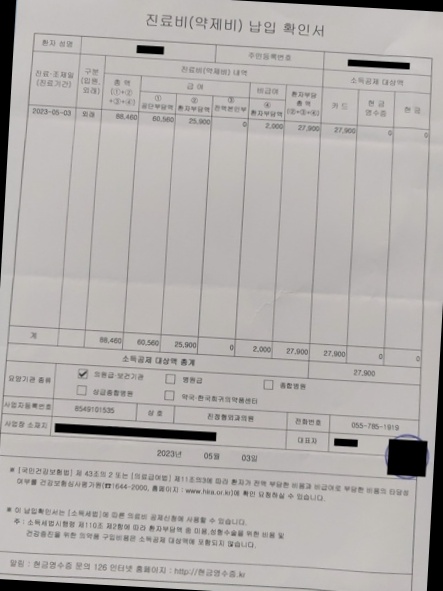 진료비(약제비) 납입 확인서
환자 성명 주민등록번호
진료·조제일 (진료기간) 구분 (입원, 외래) 진료비(약제비) 내역 소득공제 대상액
총 액 (①+② +③+④) 급 여 비급여 환자부담 총 액 (②+③+④) 카 드 현 금 영수증 현 금
① 공단부담액 ② 환자부담액 ③ 전액본인부 ④ 환자부담액
2023-05-03 외래 88,460 60,560 25,900 0 2,000 27,900 27,900 0 0
계 88,460 60,560 25,900 0 2,000 27,900 27,900 0 0
소득공제 대상액 총계 27,900
요양기관 종류 의원급·보건기관 병원급 종합병원
상급종합병원 약국·한국희귀의약품센터
사업자등록번호 8549101535 상 호 진정형외과의원 전화번호 055-785-1919
사업장 소재지 대표자
2023년 05월 03일
* [국민건강보험법] 제 43조의 2 또는 [의료급여법] 제11조의3에 따라 환자가 전액 부담한 비용과 비급여로 부담한 비용의 타당성
여부를 건강보험심사평가원(☎:644-2000, 홈페이지 : www.hira.or.kr)에 확인 요청하실 수 있습니다.
* 이 납입확인서는 [소득세법]에 따른 의료비 공제신청에 사용할 수 있습니다.
주 : 소득세법시행령 제110조 제2항에 따라 환자부담액 중 미용,성형수술을 위한 비용 및
건강증진을 위한 의약품 구입비용은 소득공제 대상에 포함되지 않습니다.
알림 : 현금영수증 문의 126 인터넷 홈페이지 : http://현금영수증.kr